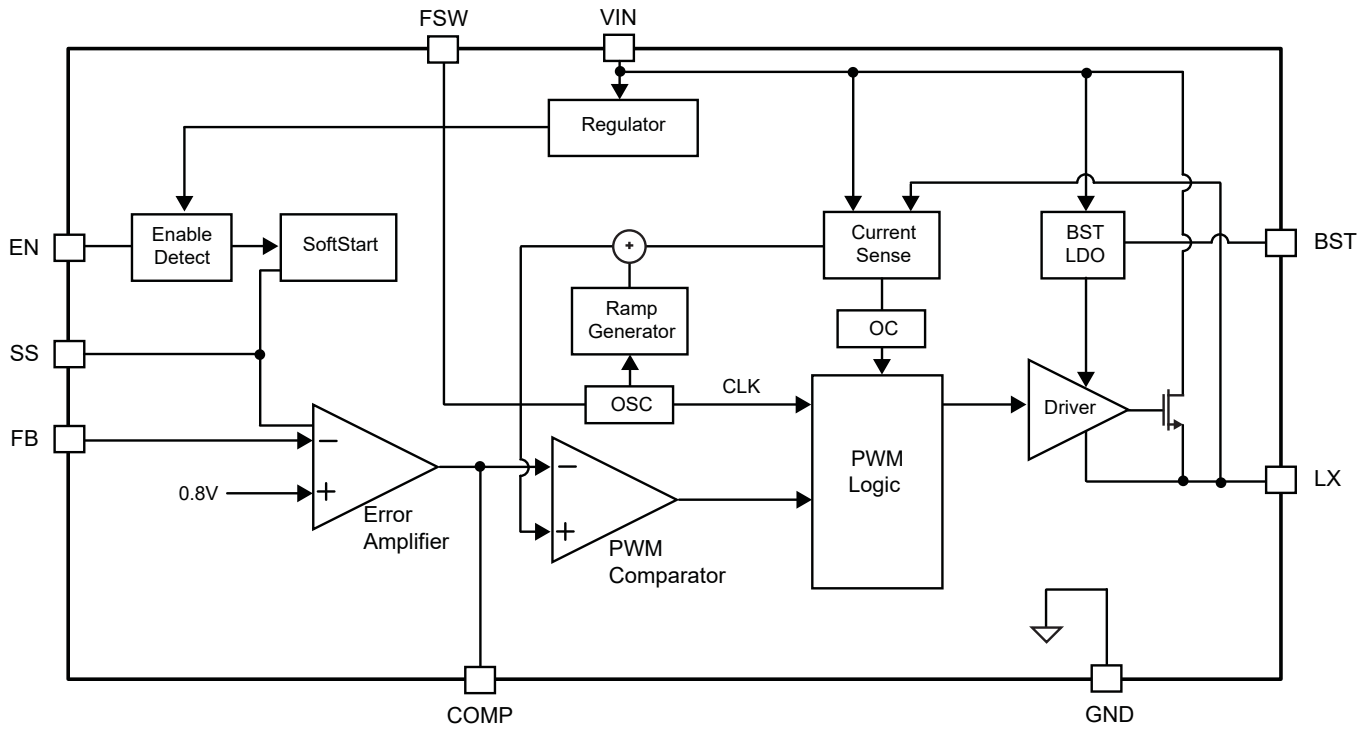 FSW
VIN
Regulator
EN
Enable
Detect
SoftStart
+
Current
Sense
BST
LDO
BST
Ramp
Generator
OC
SS
OSC
CLK
Driver
FB
−
0.8V
+
Error
Amplifier
−
+
PWM
Comparator
PWM
Logic
LX
COMP
GND